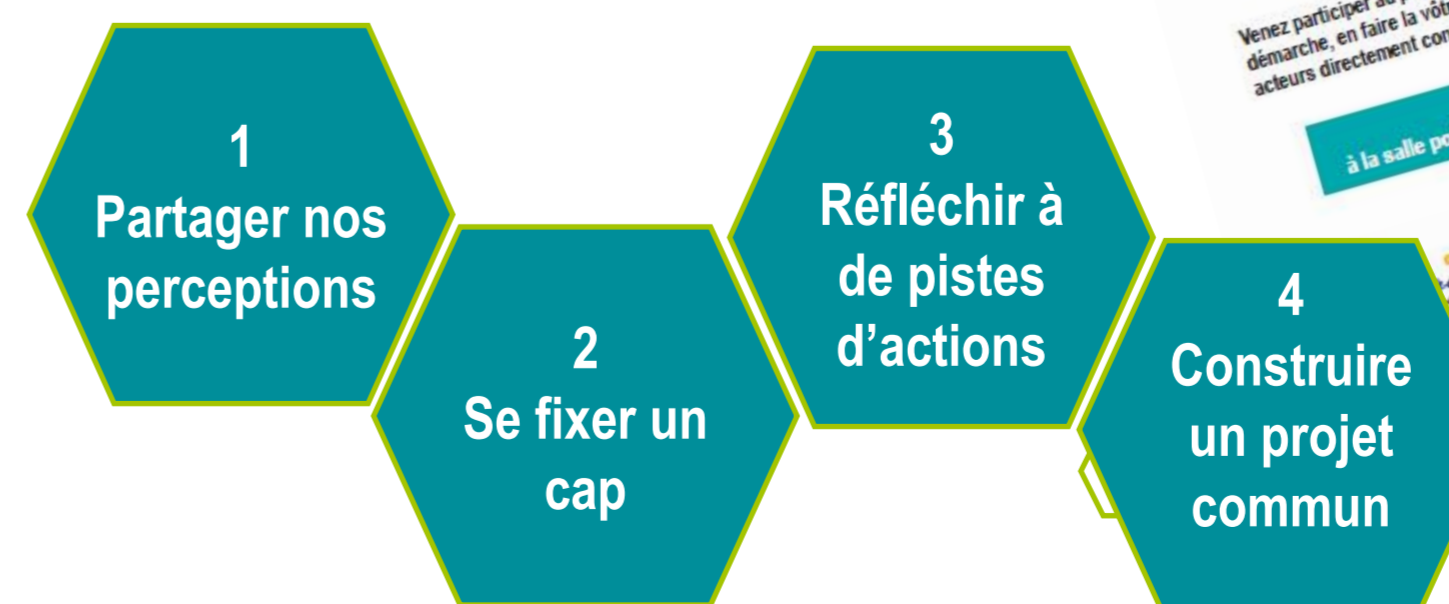 1
Partager nos
perceptions
2
Se fixer un
cap
3
Réfléchir à
de pistes
d'actions
4
Construire
un projet
commun
Venez participer au
démarche, en faire la
acteurs directement
à la salle